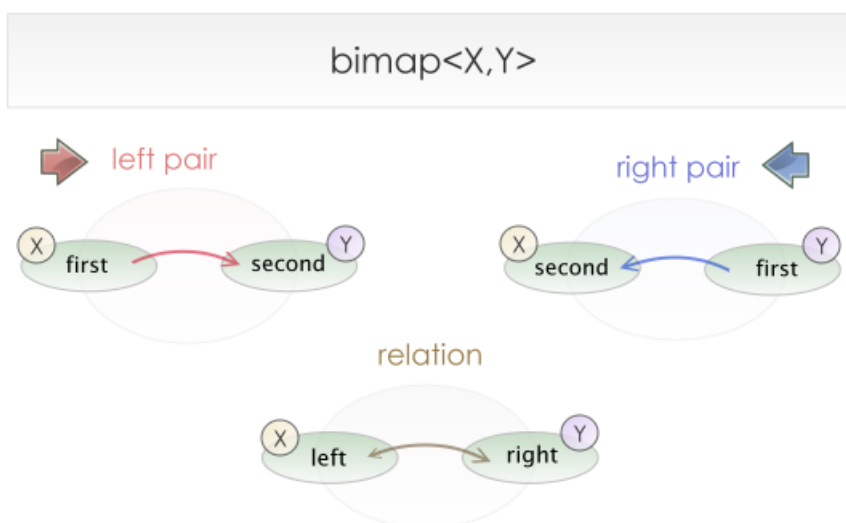 bimap<X,Y>
left pair
right pair
X
first
second
Y
X
second
first
Y
relation
X
left
right
Y